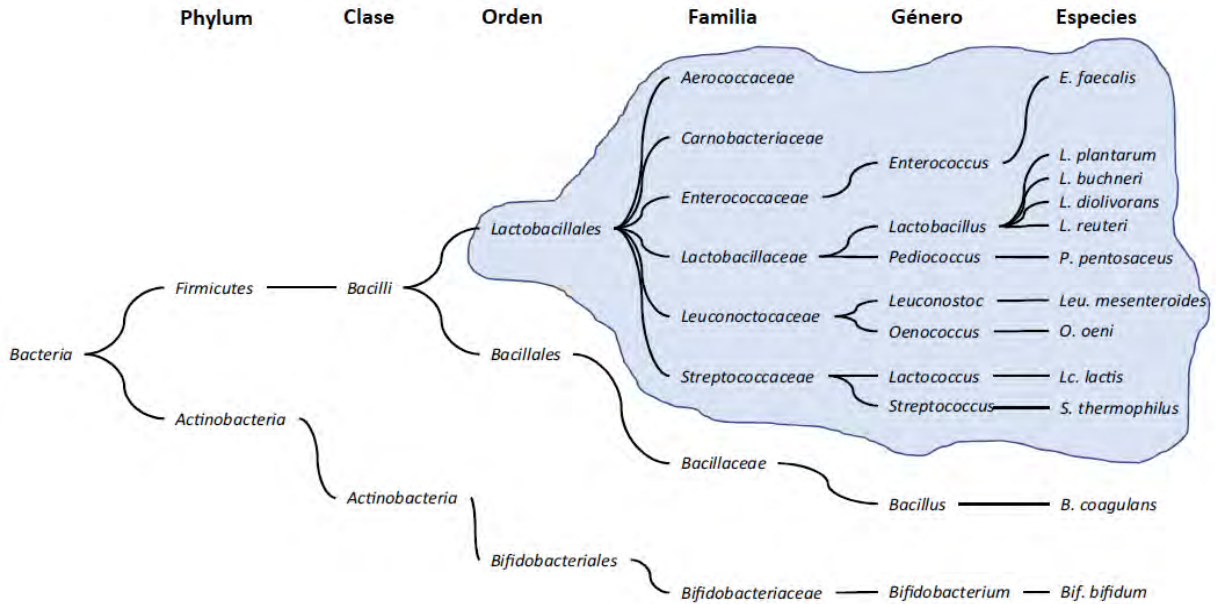 Phylum Clase Orden Familia Género Especies
Aerococcaceae E. faecalis
Carnobacteriaceae
Enterococcus L. plantarum
L. buchneri
Enterococcaceae L. diolivorans
Lactobacillales Lactobacillus L. reuteri
Lactobacillaceae Pediococcus P. pentosaceus
Firmicutes Bacilli
Leuconostoc Leu. mesenteroides
Leuconoctocaceae
Oenococcus O. oeni
Bacteria Bacillales
Streptococcaceae Lactococcus Lc. lactis
Streptococcus S. thermophilus
Actinobacteria
Bacillaceae
Actinobacteria Bacillus B. coagulans
Bifidobacteriales
Bifidobacteriaceae Bifidobacterium Bif. bifidum